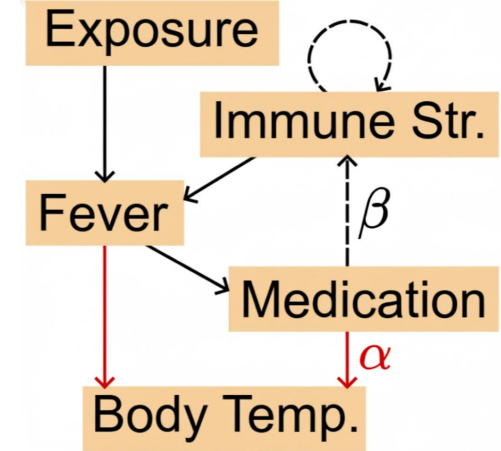 Exposure
Immune Str.
Fever
β
Medication
α
Body Temp.